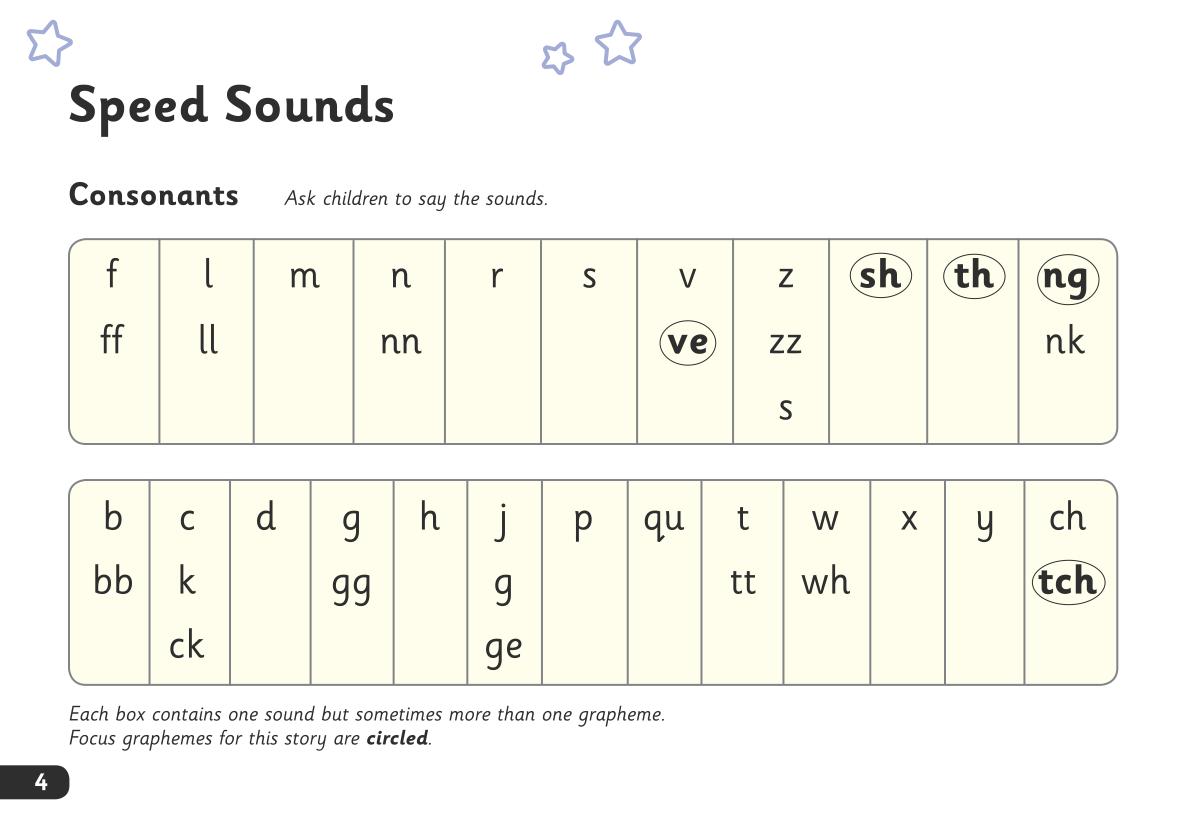 Speed Sounds
Consonants Ask children to say the sounds.
f l m n r s v z sh th ng
ff ll nn ve zz nk
s
b c d g h j p qu t w x y ch
bb k gg g tt wh tch
ck ge
Each box contains one sound but sometimes more than one grapheme.
Focus graphemes for this story are circled.
4